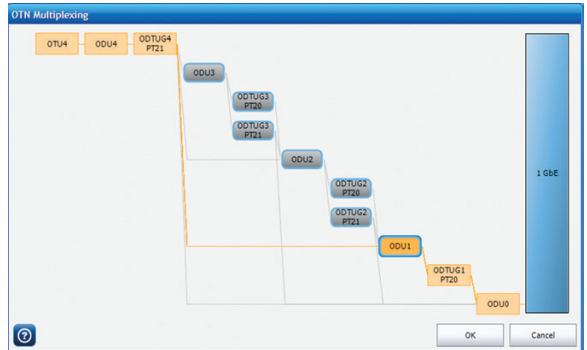 OTN Multiplexing
OTU4
ODU4
ODTUG4
PT21
ODU3
ODTUG3
PT20
ODTUG3
PT21
ODU2
ODTUG2
PT20
ODTUG2
PT21
ODU1
ODTUG1
PT20
ODU0
1 GbE
?
OK
Cancel